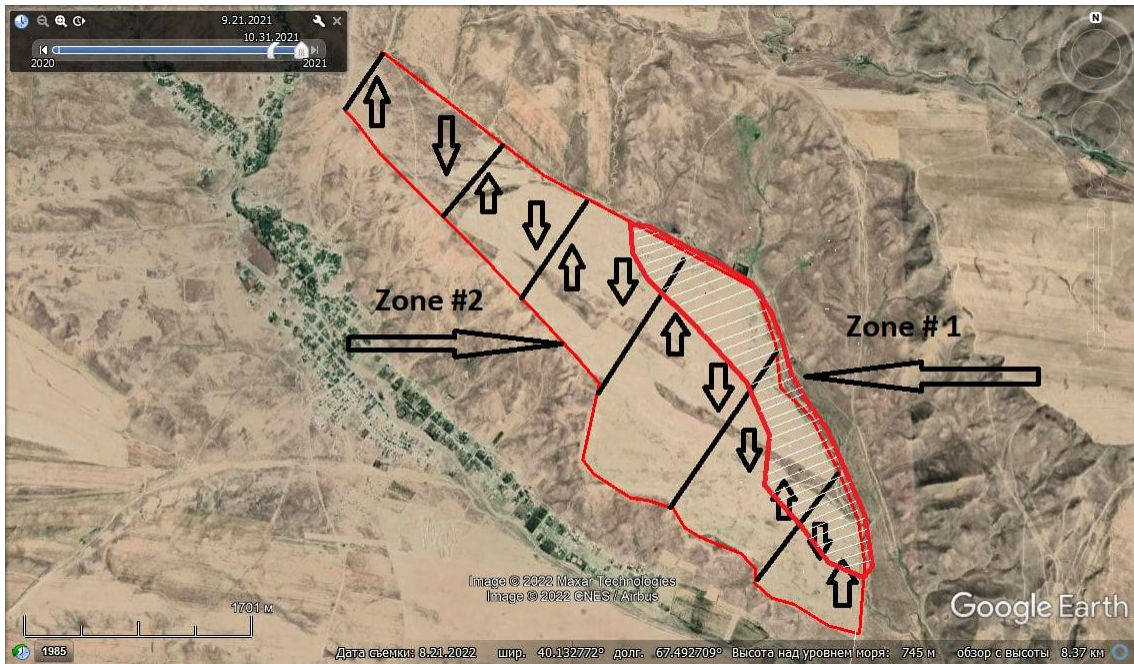 9.21.2021
10.31.2021
2020
2021
N
Zone #2
Zone # 1
Image © 2022 Maxar Technologies
Image © 2022 CNES / Airbus
Google Earth
1701 м
1985
Дата съемки: 8.21.2022 шир. 40.132772° долг. 67.492709° Высота над уровнем моря: 745 м обзор с высоты 8.37 км